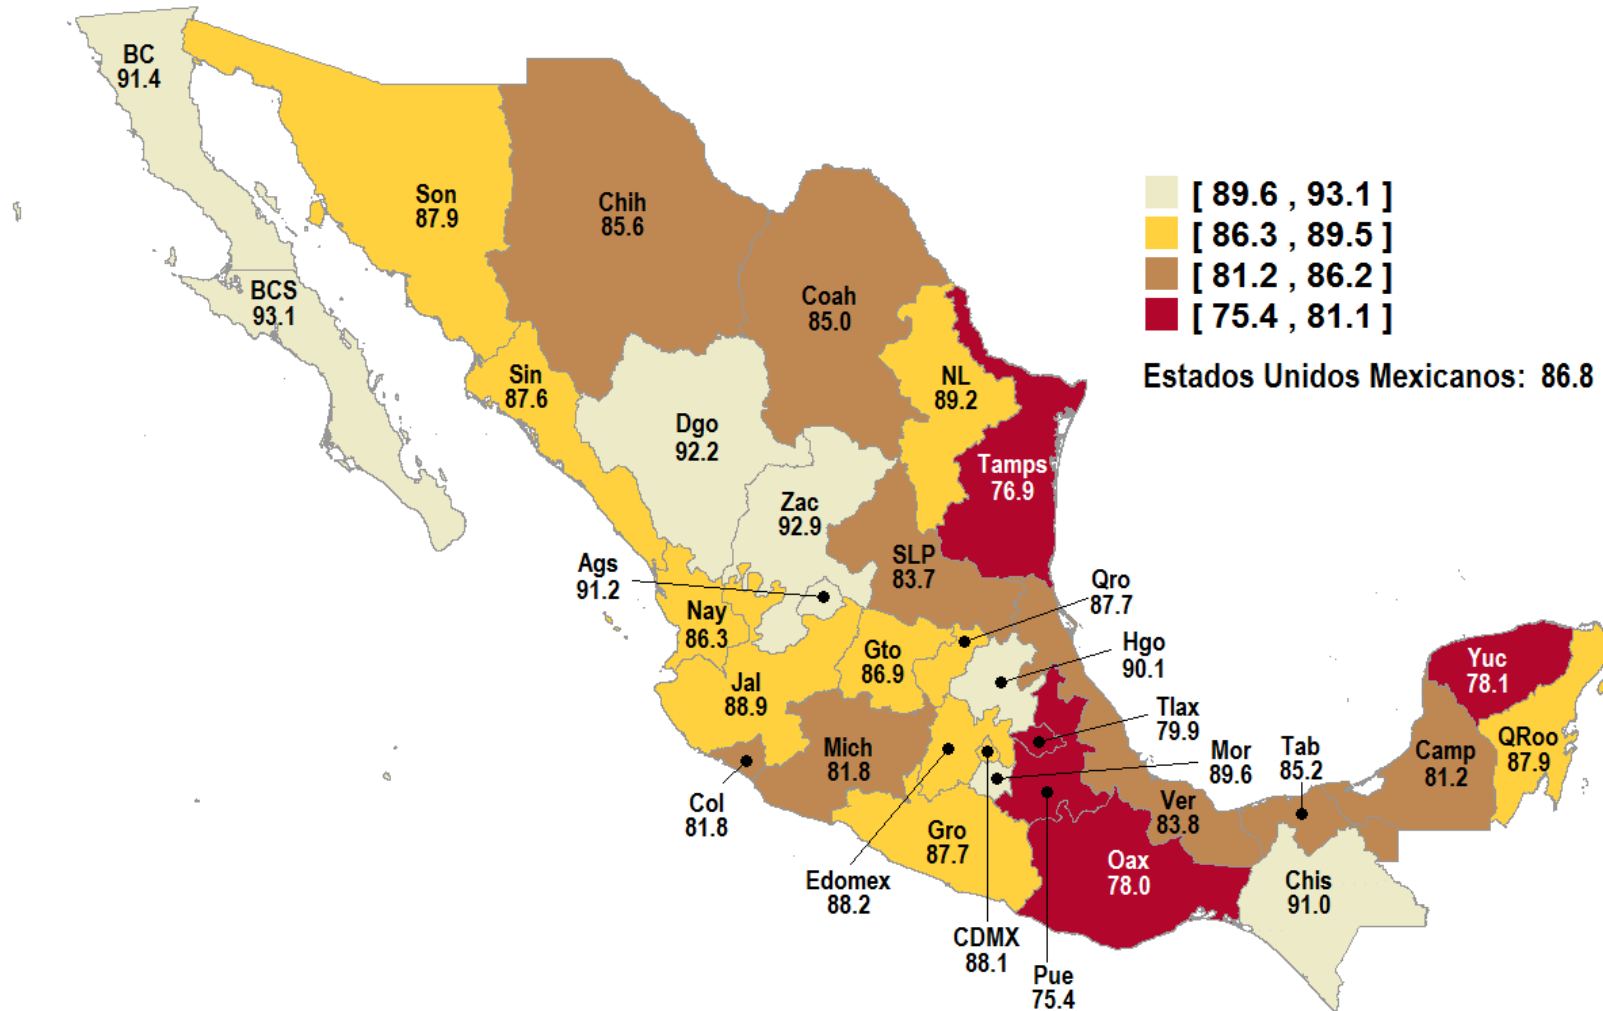 BC
91.4
Son
87.9
Chih
85.6
[ 89.6 , 93.1 ]
[ 86.3 , 89.5 ]
[ 81.2 , 86.2 ]
[ 75.4 , 81.1 ]
Estados Unidos Mexicanos: 86.8
BCS
93.1
Coah
85.0
Sin
87.6
NL
89.2
Dgo
92.2
Tamps
76.9
Zac
92.9
Ags
91.2
SLP
83.7
Qro
87.7
Nay
86.3
Gto
86.9
Hgo
90.1
Jal
88.9
Tlax
79.9
Yuc
78.1
Mich
81.8
Mor
89.6
Tab
85.2
Camp
81.2
QRoo
87.9
Col
81.8
Ver
83.8
Gro
87.7
Oax
78.0
Edomex
88.2
Chis
91.0
CDMX
88.1
Pue
75.4